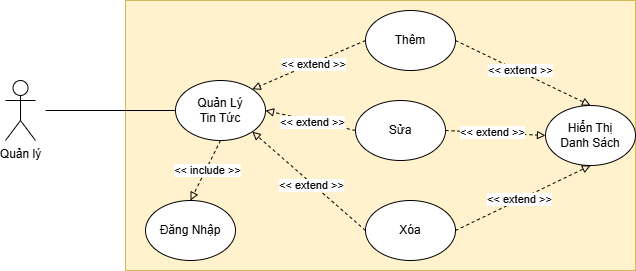 Thêm
<< extend >>
<< extend >>
Quản Lý
Tin Tức
<< extend >>
Sửa
<< extend >>
Hiển Thị
Danh Sách
Quản lý
<< include >>
<< extend >>
<< extend >>
Đăng Nhập
Xóa